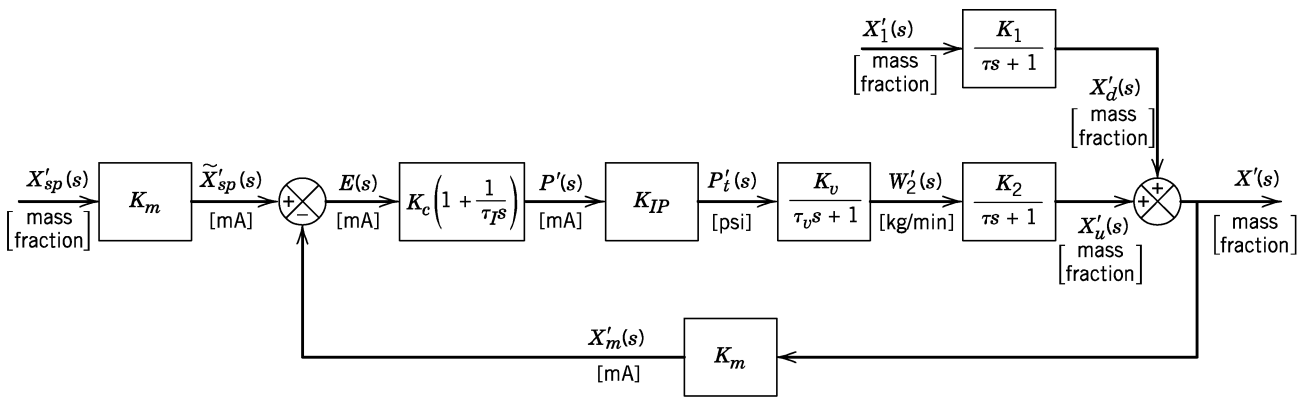 X′₁(s)
[mass fraction]
K₁
τs + 1
X′d(s)
[mass fraction]
X′sp(s)
[mass fraction]
Km
X̃′sp(s)
[mA]
+
−
E(s)
[mA]
Kc(1 + 1/τIs)
P′(s)
[mA]
KIP
P′t(s)
[psi]
Kv
τvs + 1
W′₂(s)
[kg/min]
K₂
τs + 1
X′u(s)
[mass fraction]
+
+
X′(s)
[mass fraction]
X′m(s)
[mA]
Km